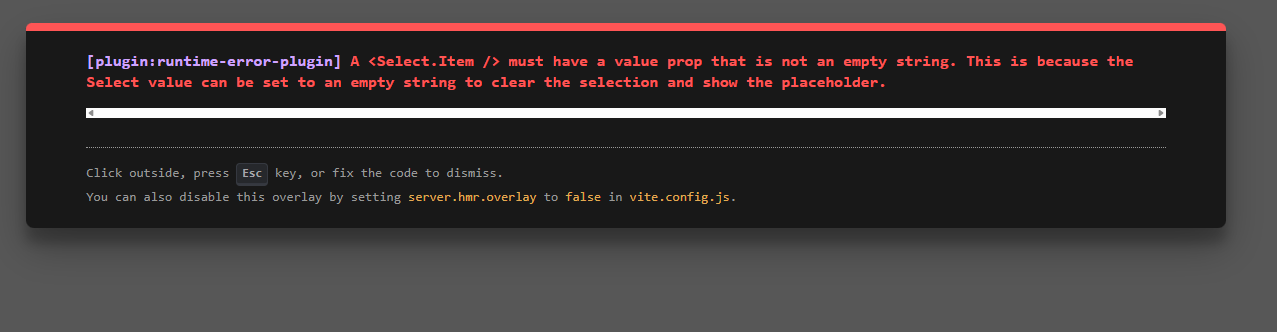 [plugin:runtime-error-plugin] A <Select.Item /> must have a value prop that is not an empty string. This is because the
Select value can be set to an empty string to clear the selection and show the placeholder.
Click outside, press Esc key, or fix the code to dismiss.
You can also disable this overlay by setting server.hmr.overlay to false in vite.config.js.